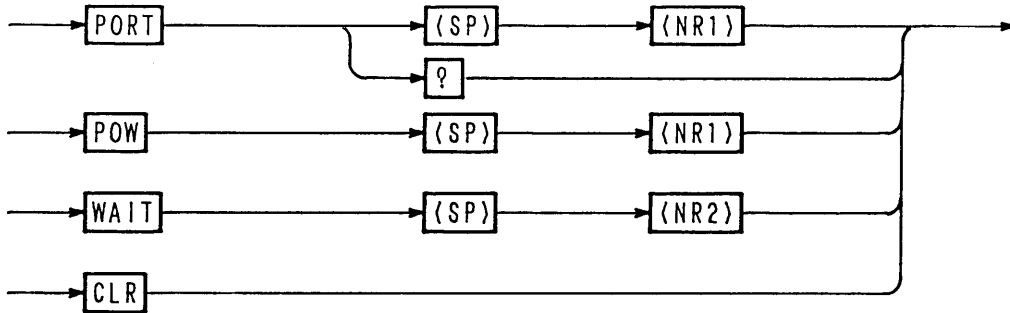 PORT (SP) (NR1)
?
POW (SP) (NR1)
WAIT (SP) (NR2)
CLR